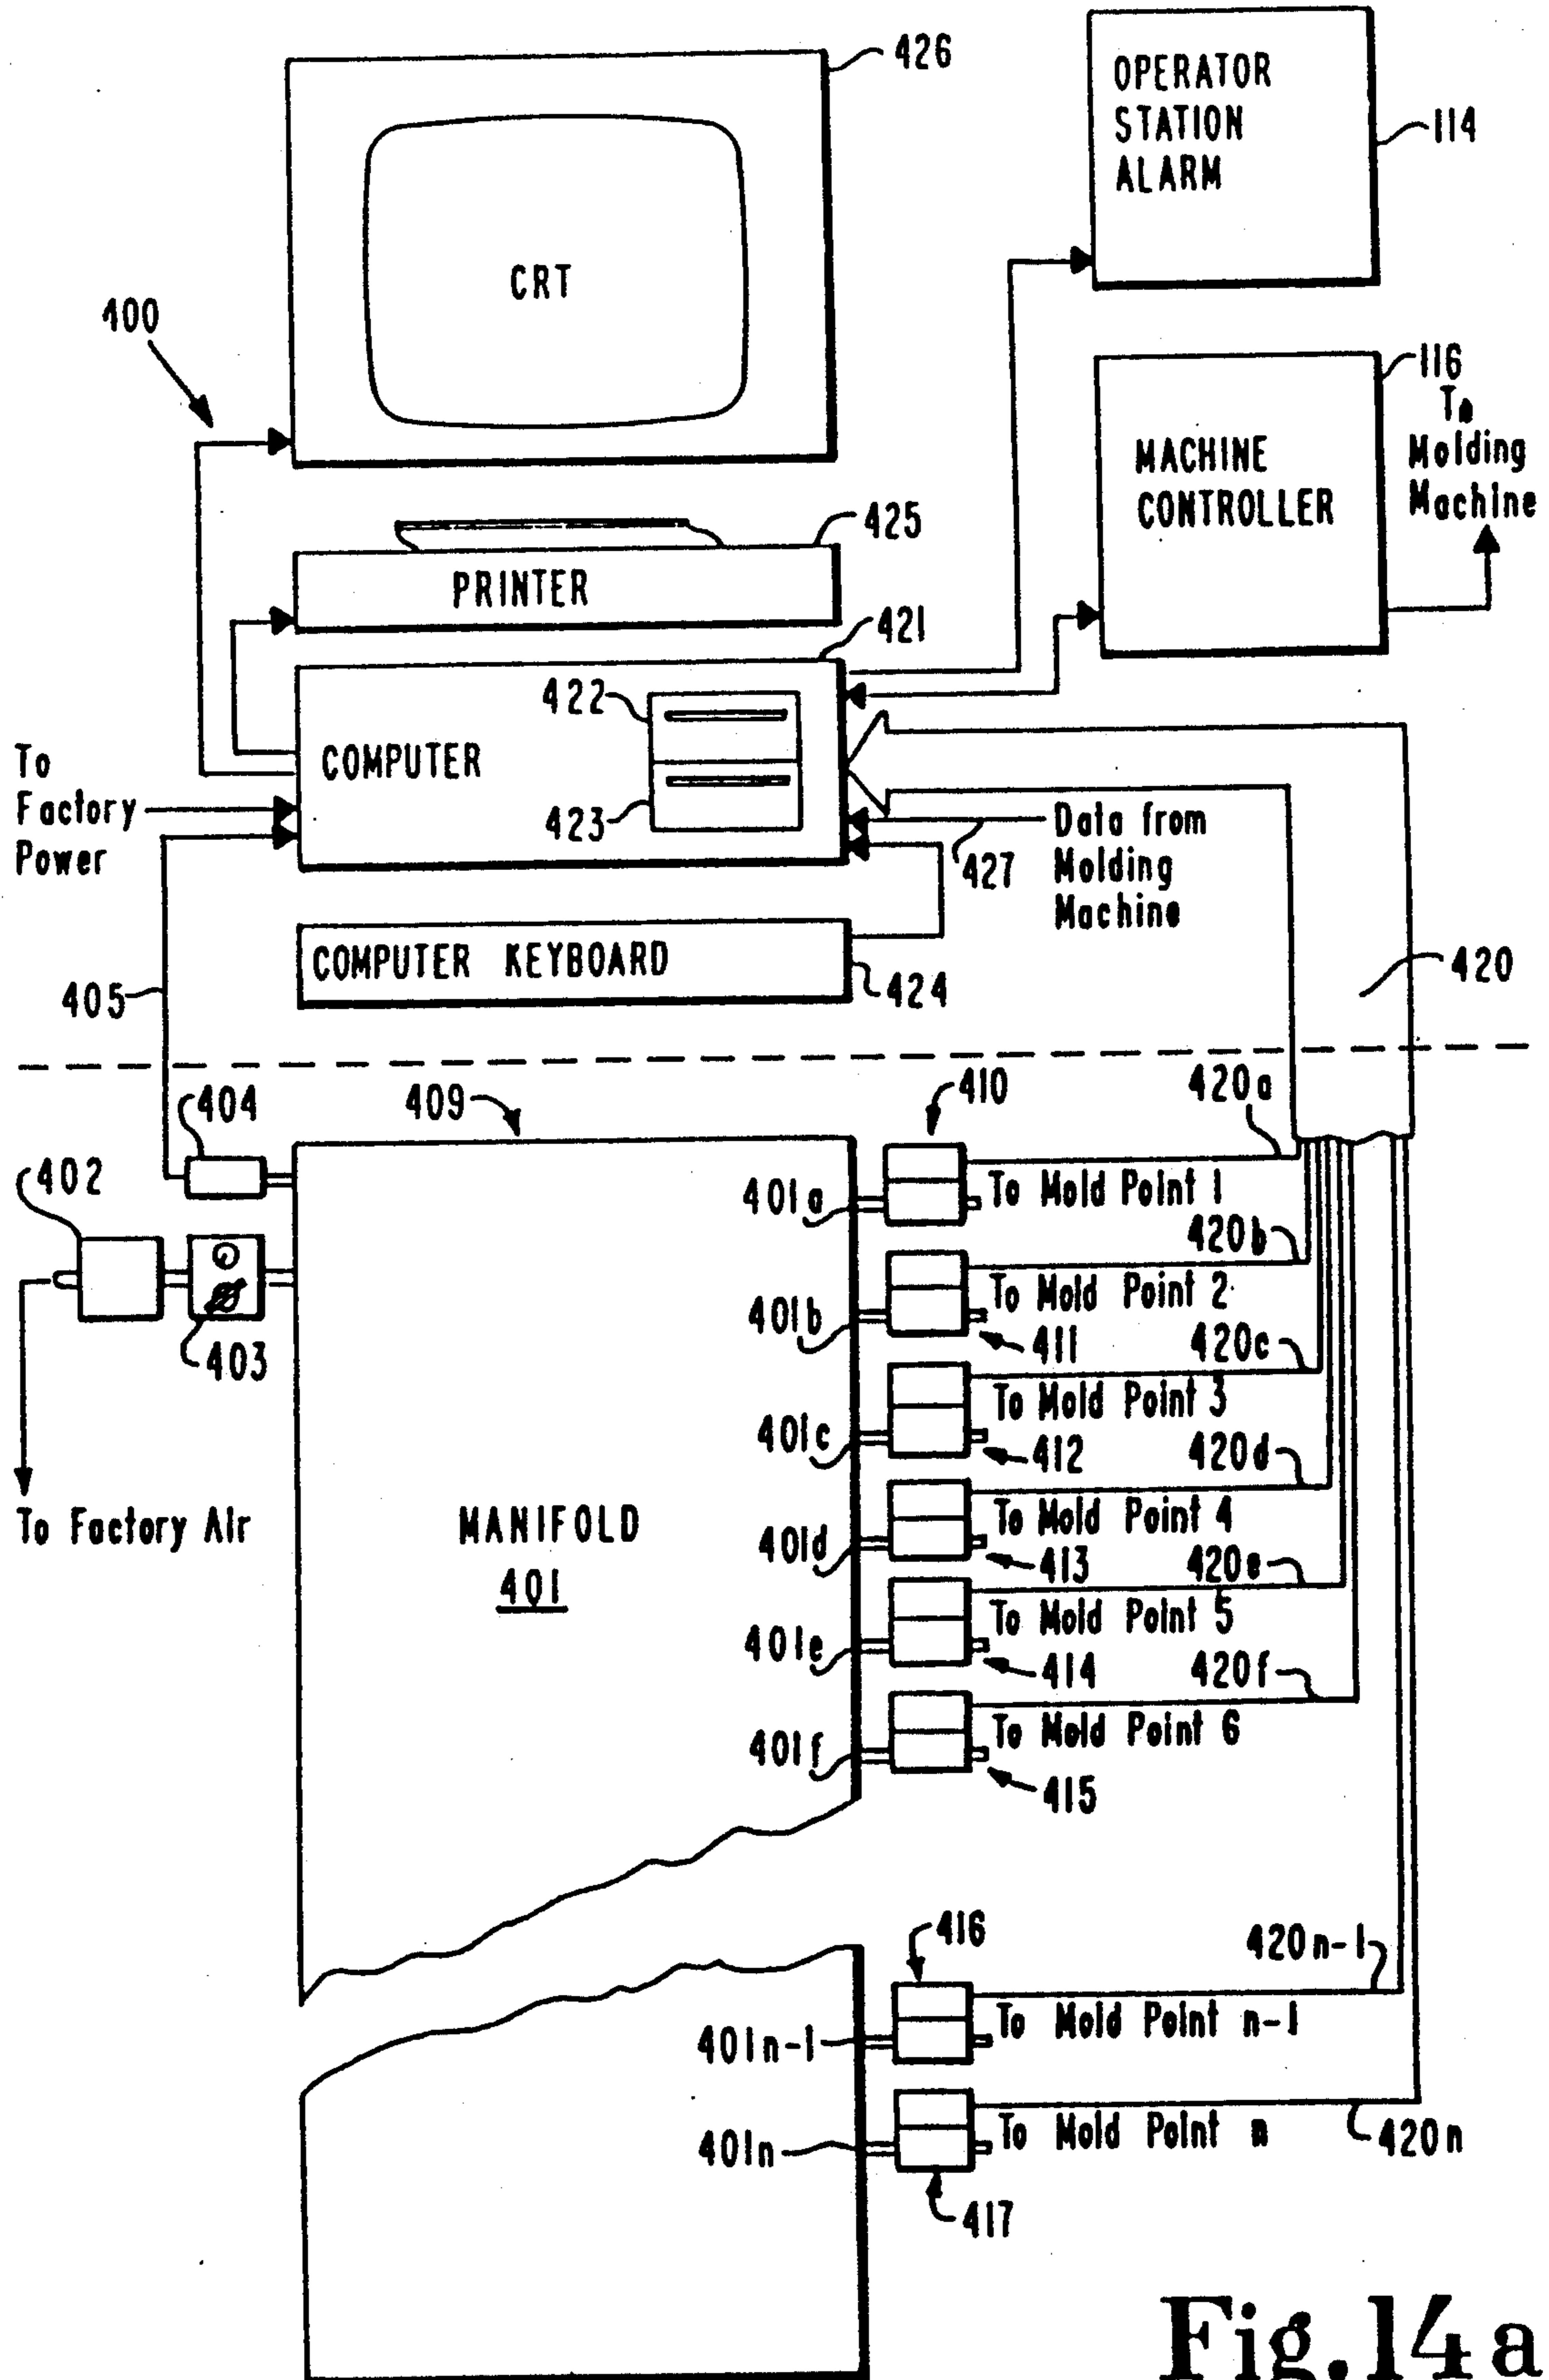 426
OPERATOR
STATION
ALARM
114
400
CRT
116
To
Molding
Machine
MACHINE
CONTROLLER
425
PRINTER
421
422
COMPUTER
423
To
Factory
Power
Data from
Molding
Machine
427
COMPUTER KEYBOARD
424
405
420
404
409
410
420a
402
401a
To Mold Point 1
420b
403
401b
To Mold Point 2
411
420c
401c
To Mold Point 3
412
420d
To Factory Air
MANIFOLD
401
401d
To Mold Point 4
413
420e
401e
To Mold Point 5
414
420f
401f
To Mold Point 6
415
416
420n-1
401n-1
To Mold Point n-1
401n
To Mold Point n
420n
417
Fig.14a